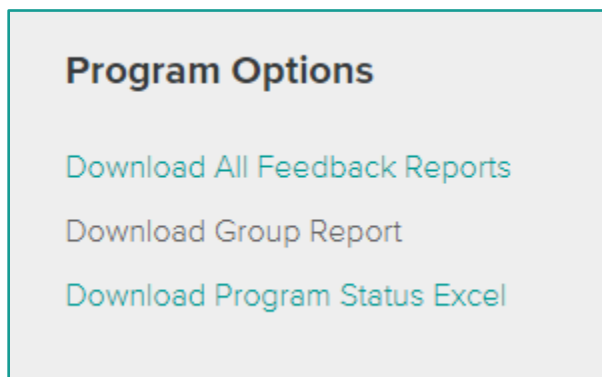 Program Options
Download All Feedback Reports
Download Group Report
Download Program Status Excel